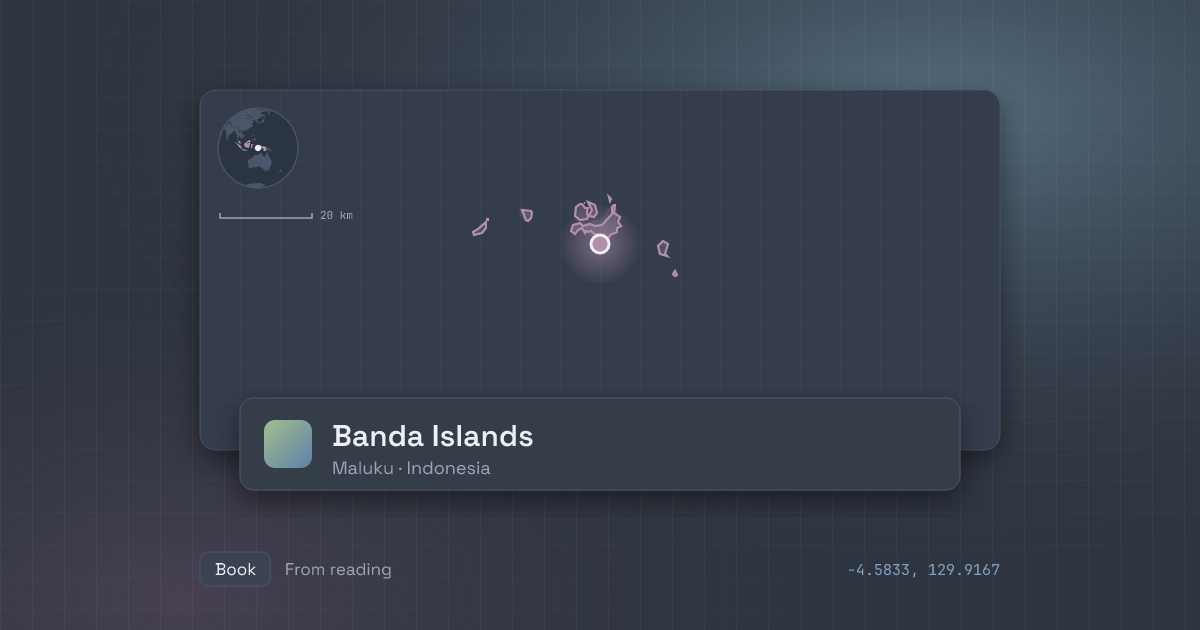 20 km
Banda Islands
Maluku · Indonesia
Book
From reading
-4.5833, 129.9167